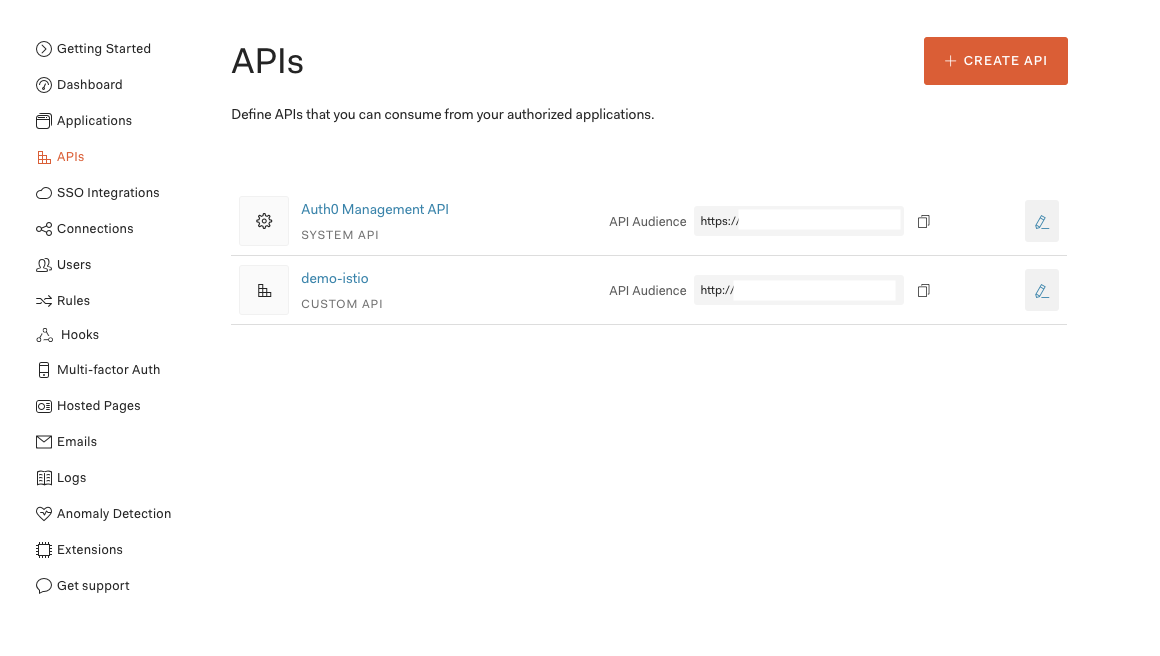 Getting Started
Dashboard
Applications
APIs
SSO Integrations
Connections
Users
Rules
Hooks
Multi-factor Auth
Hosted Pages
Emails
Logs
Anomaly Detection
Extensions
Get support
APIs
+ CREATE API
Define APIs that you can consume from your authorized applications.
Auth0 Management API
SYSTEM API
API Audience https://
demo-istio
CUSTOM API
API Audience http://